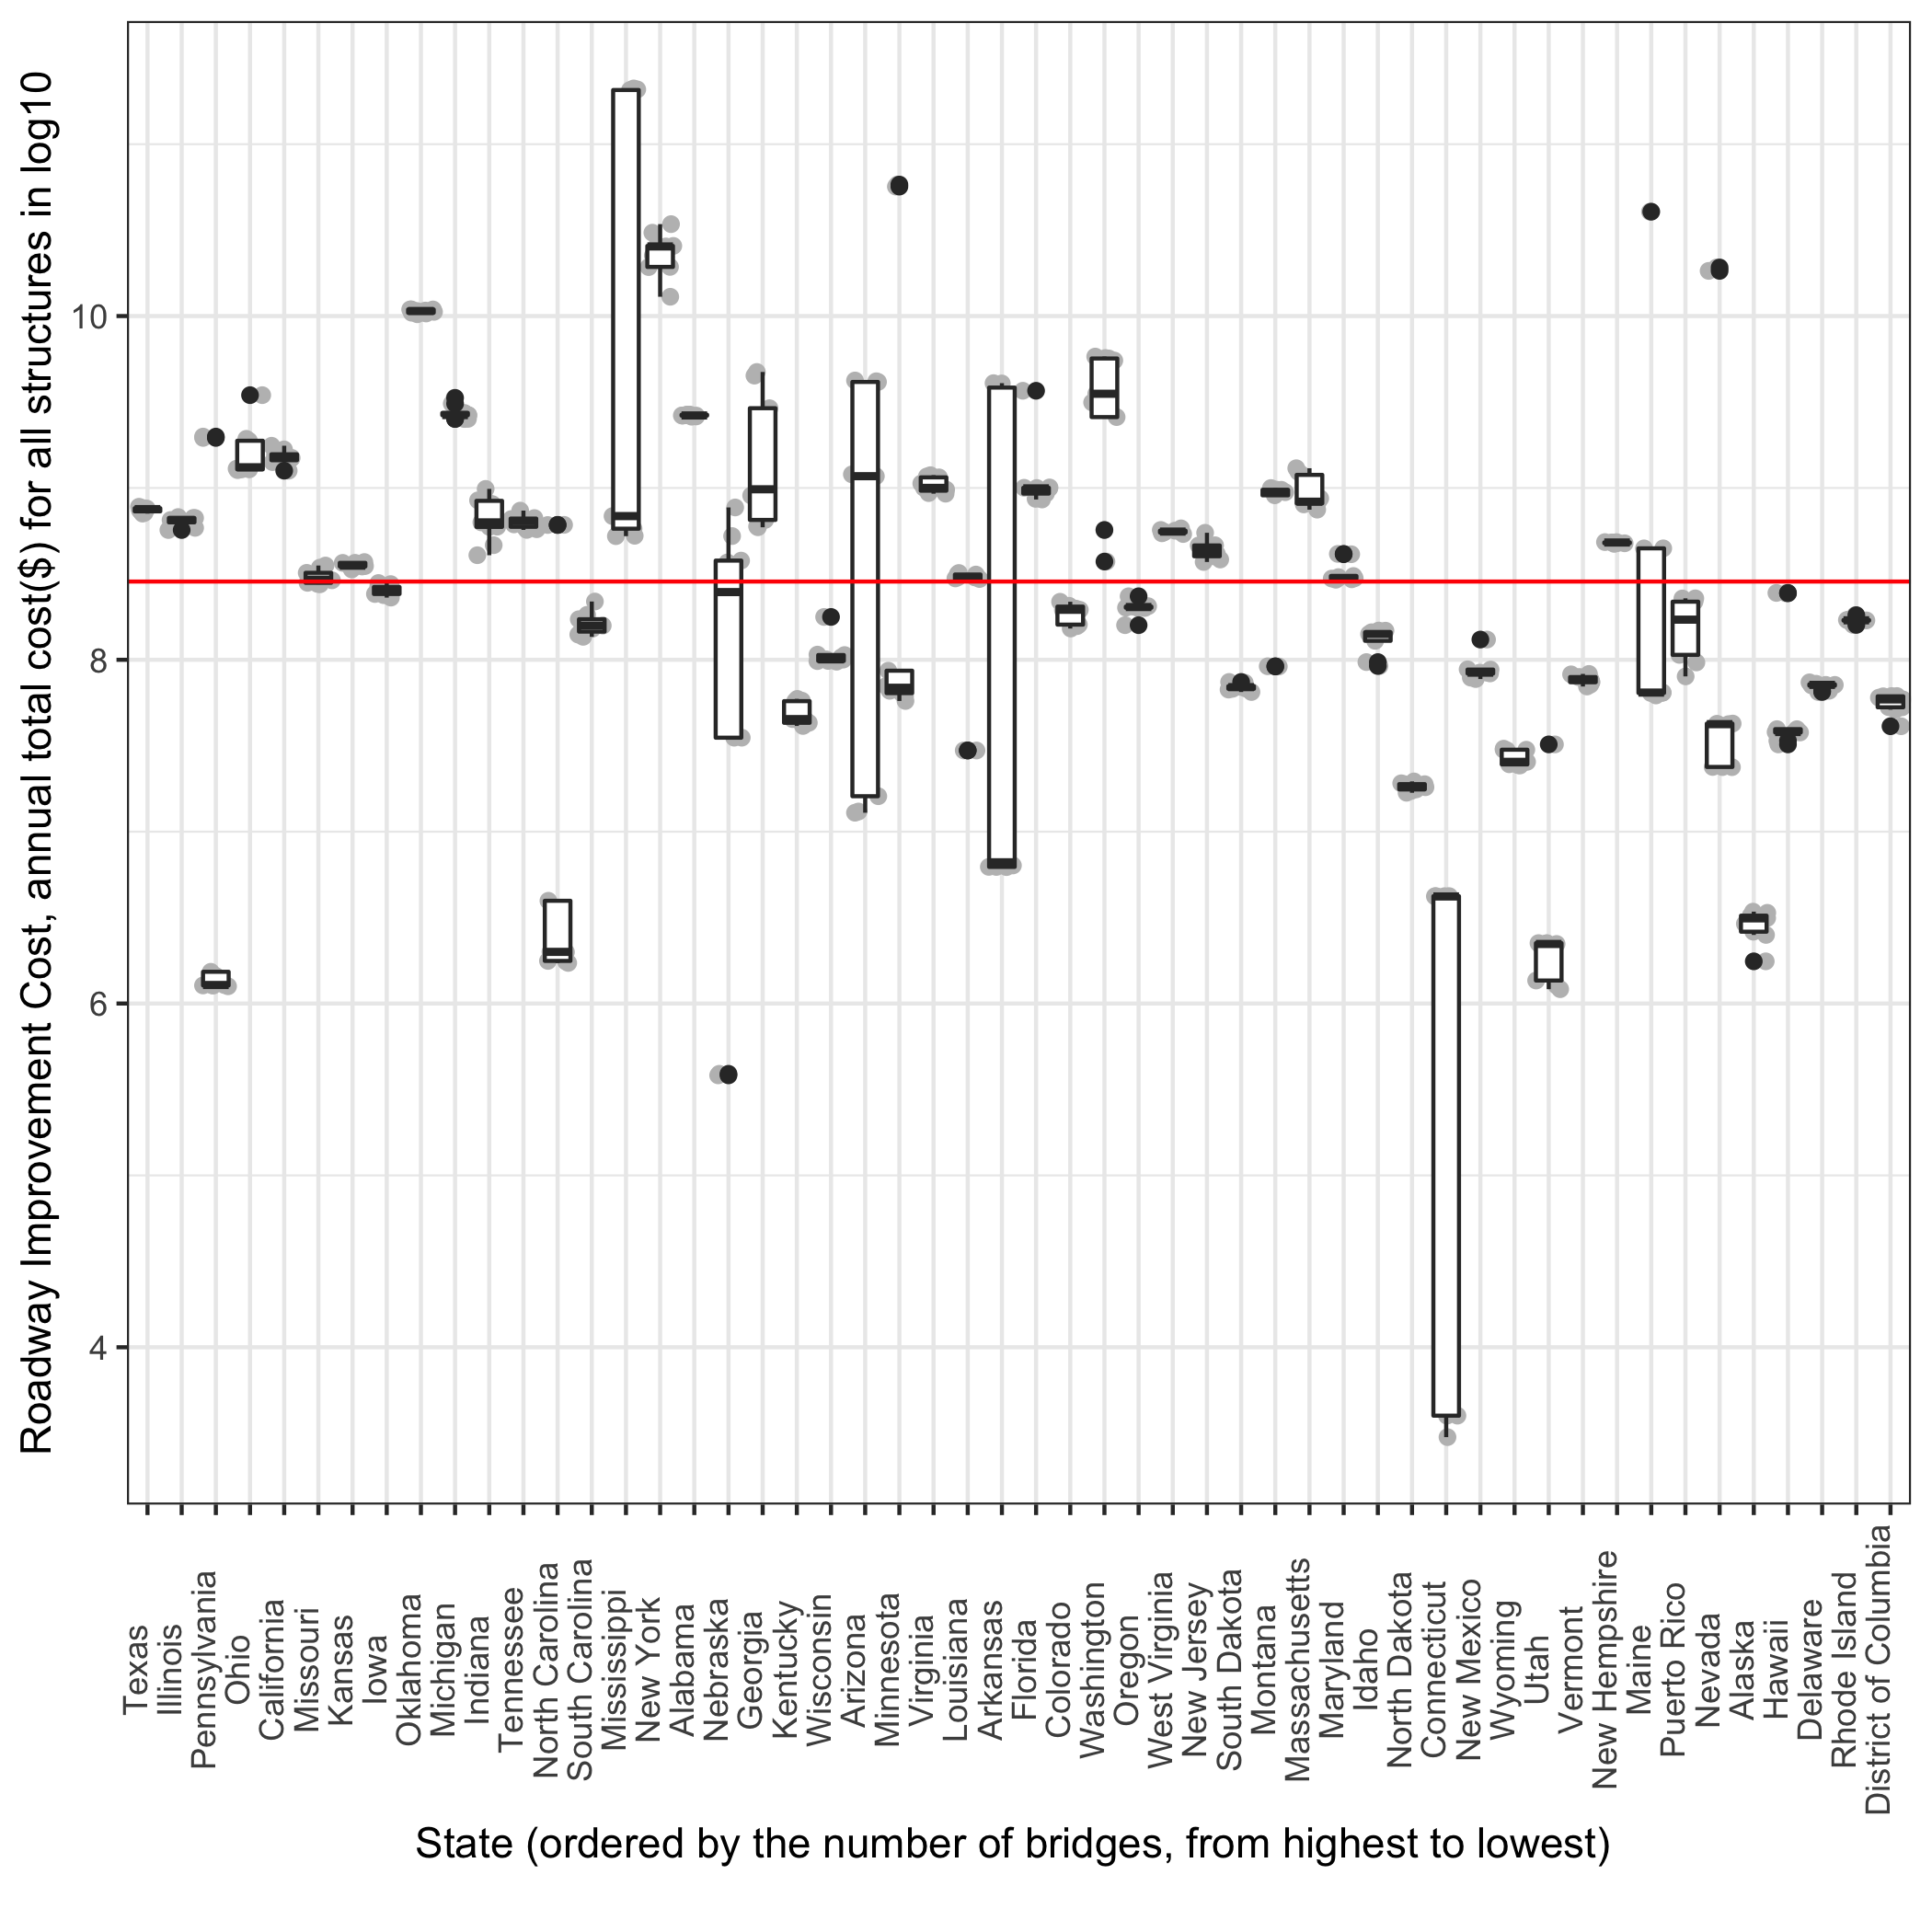 Roadway Improvement Cost, annual total cost($) for all structures in log10
10
8
6
4
Texas
Illinois
Pennsylvania
Ohio
California
Missouri
Kansas
Iowa
Oklahoma
Michigan
Indiana
Tennessee
North Carolina
South Carolina
Mississippi
New York
Alabama
Nebraska
Georgia
Kentucky
Wisconsin
Arizona
Minnesota
Virginia
Louisiana
Arkansas
Florida
Colorado
Washington
Oregon
West Virginia
New Jersey
South Dakota
Montana
Massachusetts
Maryland
Idaho
North Dakota
Connecticut
New Mexico
Wyoming
Utah
Vermont
New Hempshire
Maine
Puerto Rico
Nevada
Alaska
Hawaii
Delaware
Rhode Island
District of Columbia
State (ordered by the number of bridges, from highest to lowest)